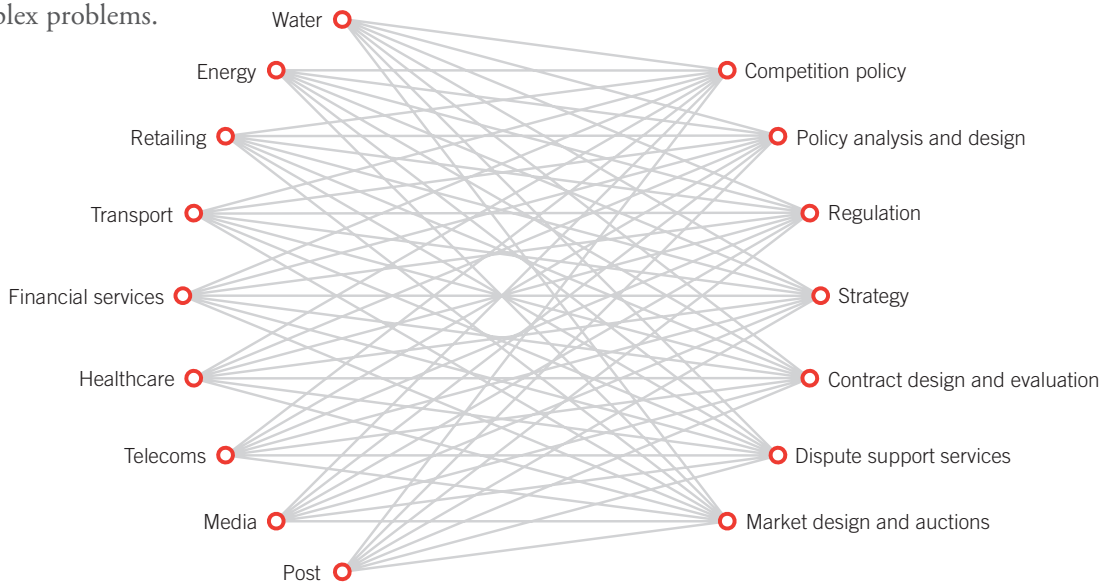 problems.
Water
Energy
Retailing
Transport
Financial services
Healthcare
Telecoms
Media
Post
Competition policy
Policy analysis and design
Regulation
Strategy
Contract design and evaluation
Dispute support services
Market design and auctions